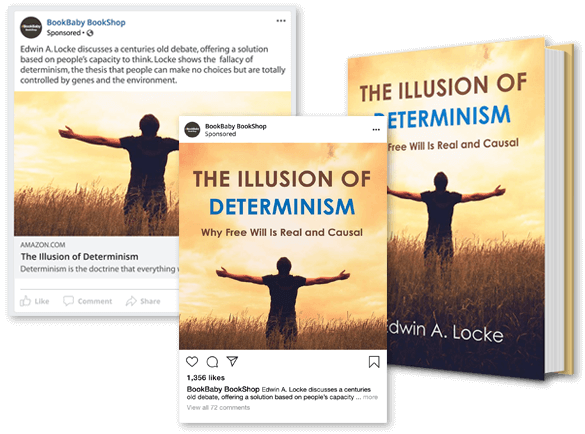 BookBaby BookShop
Sponsored •
Edwin A. Locke discusses a centuries old debate, offering a solution
based on people's capacity to think. Locke shows the fallacy of
determinism, the thesis that people can make no choices but are totally
controlled by genes and the environment.
AMAZON.COM
The Illusion of Determinism
Determinism is the doctrine that everything
Like Comment Share
BookBaby BookShop
Sponsored
THE ILLUSION OF
DETERMINISM
Why Free Will Is Real and Causal
1,356 likes
BookBaby BookShop Edwin A. Locke discusses a centuries
old debate, offering a solution based on people's capacity ... more
View all 72 comments
THE ILLUSION OF
DETERMINISM
Free Will Is Real and Causal
Edwin A. Locke